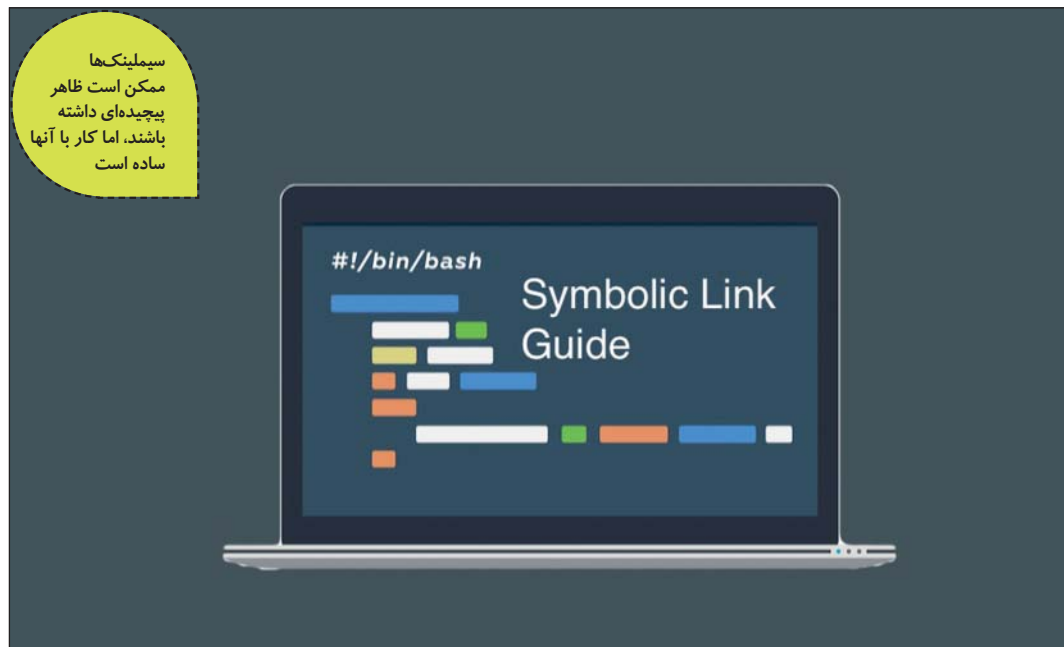 سیملینک‌ها
ممکن است ظاهر
پیچیده‌ای داشته
باشند، اما کار با آنها
ساده است
#!/bin/bash
Symbolic Link
Guide